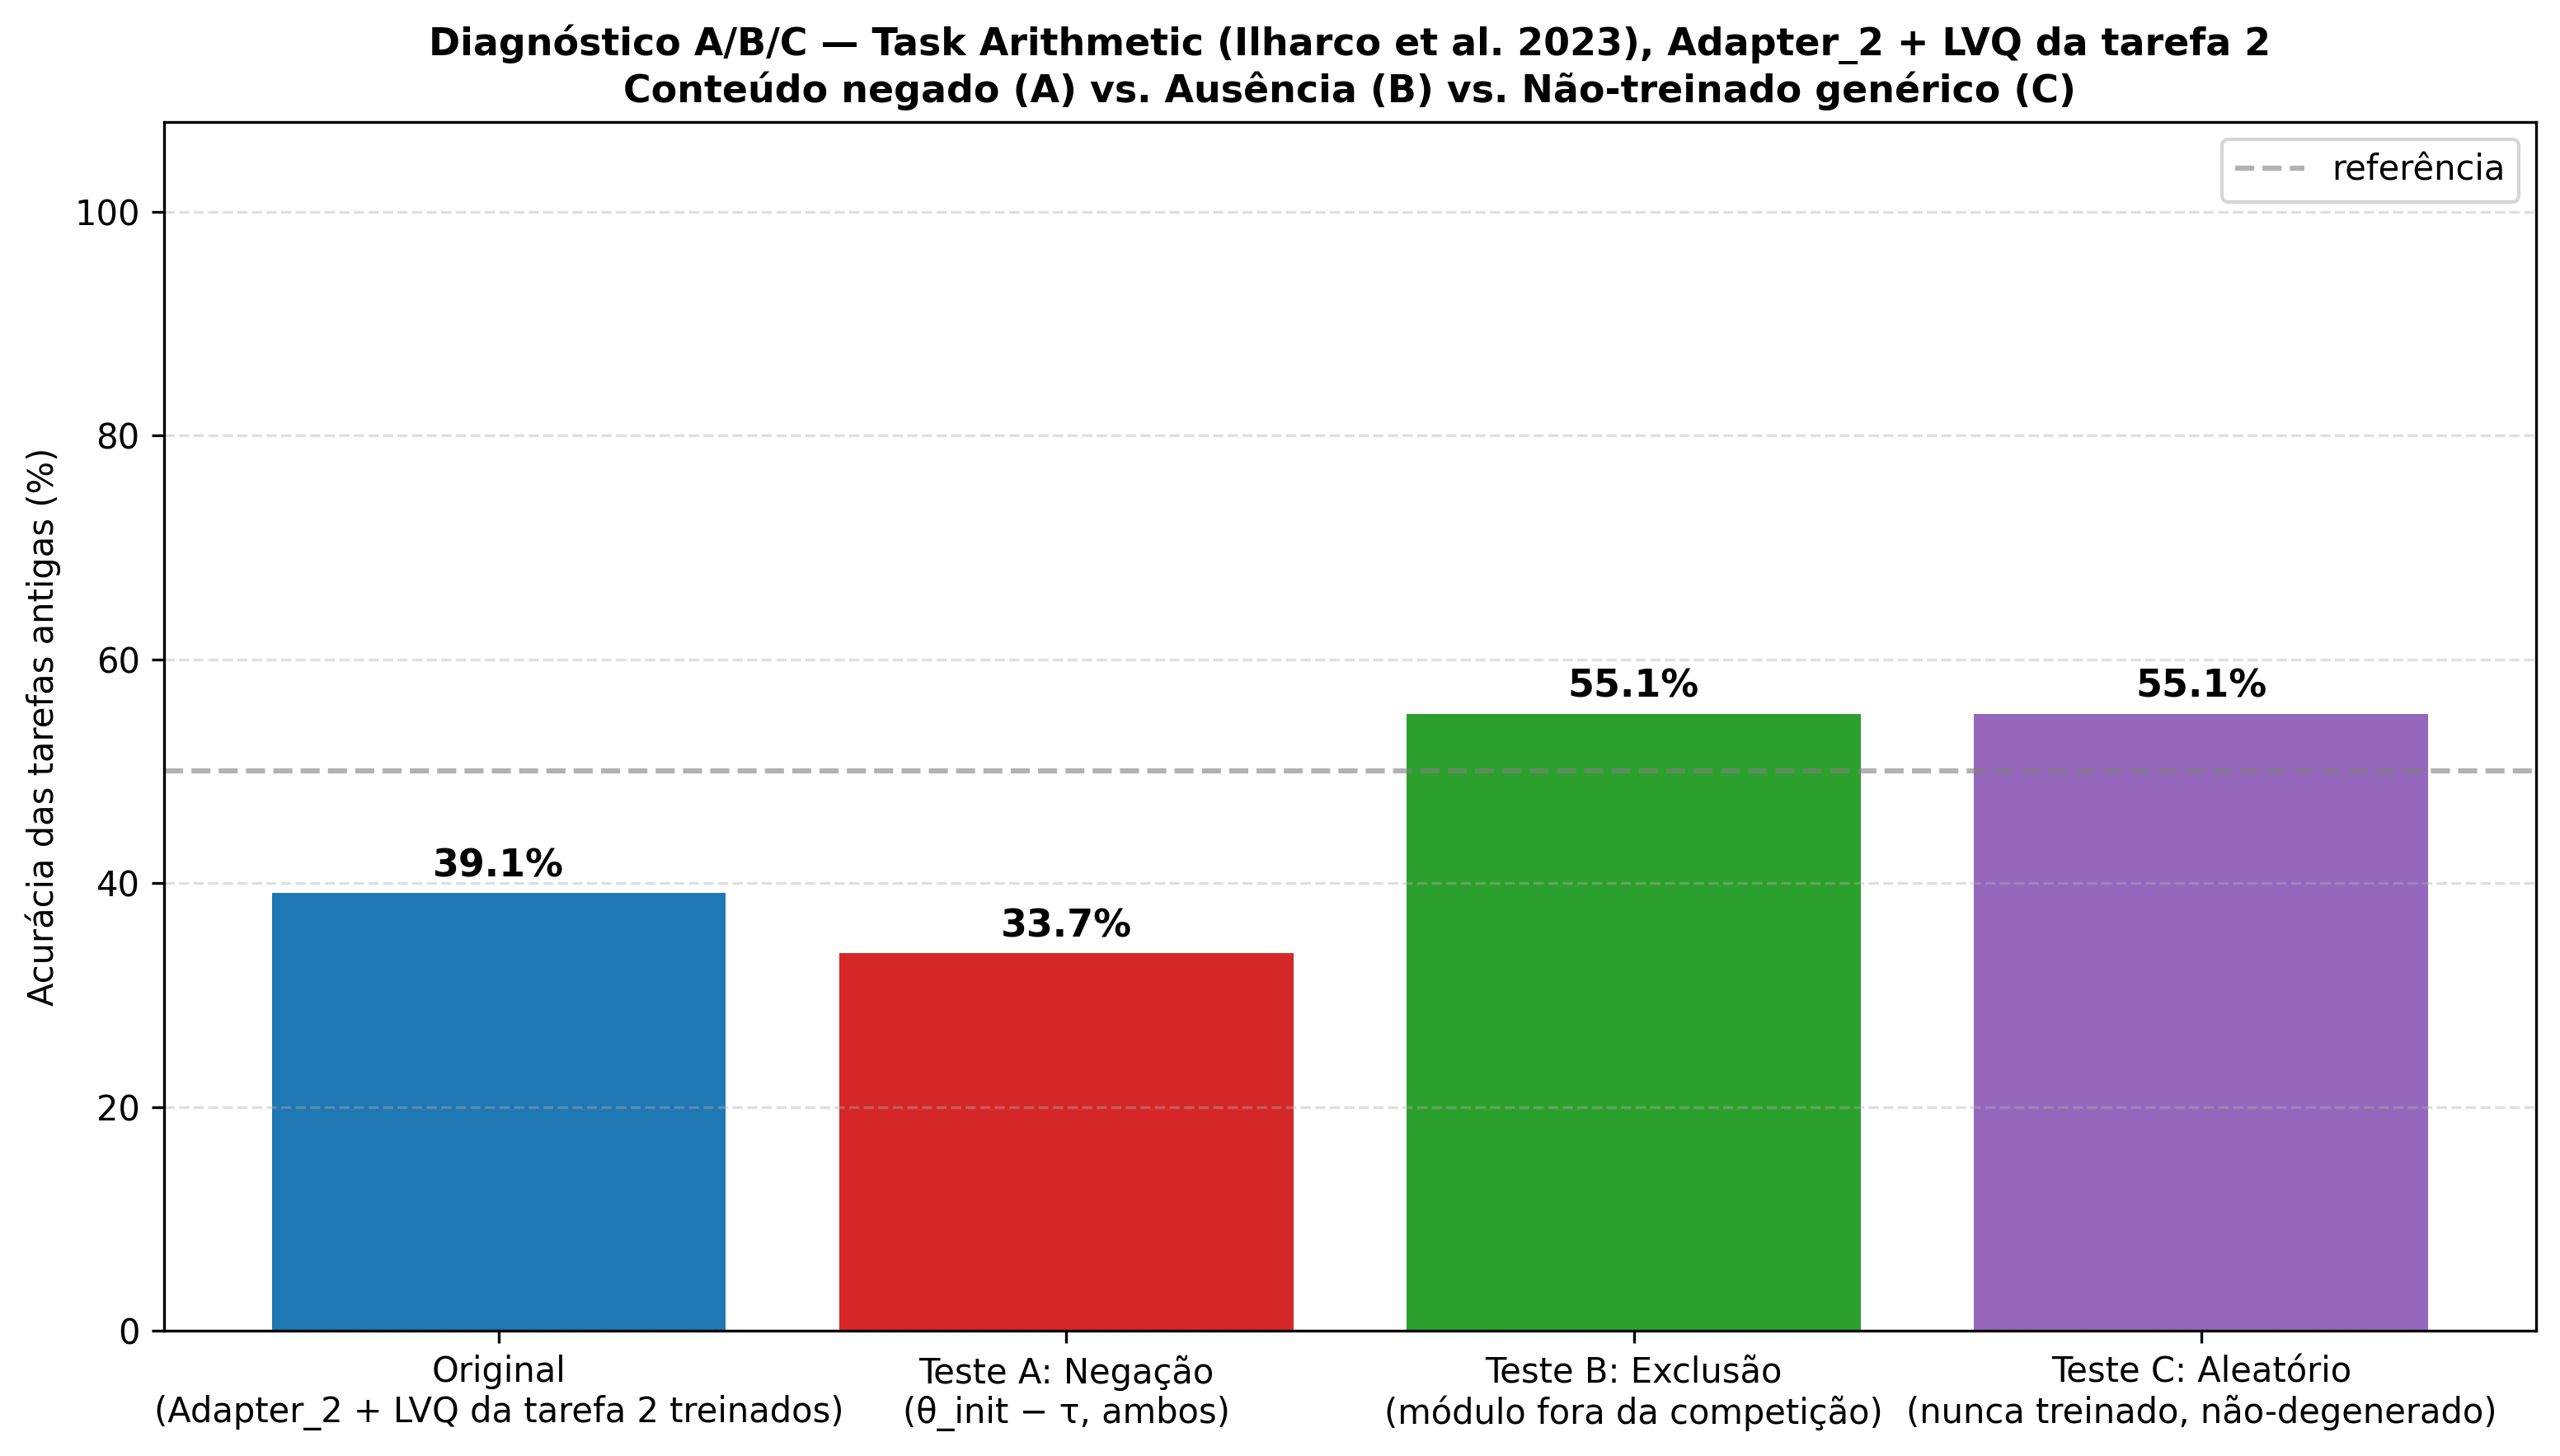 Diagnóstico A/B/C — Task Arithmetic (Ilharco et al. 2023), Adapter_2 + LVQ da tarefa 2
Conteúdo negado (A) vs. Ausência (B) vs. Não-treinado genérico (C)
referência
Acurácia das tarefas antigas (%)
100
80
60
40
20
0
39.1%
33.7%
55.1%
55.1%
Original
(Adapter_2 + LVQ da tarefa 2 treinados)
Teste A: Negação
(θ_init − τ, ambos)
Teste B: Exclusão
(módulo fora da competição)
Teste C: Aleatório
(nunca treinado, não-degenerado)